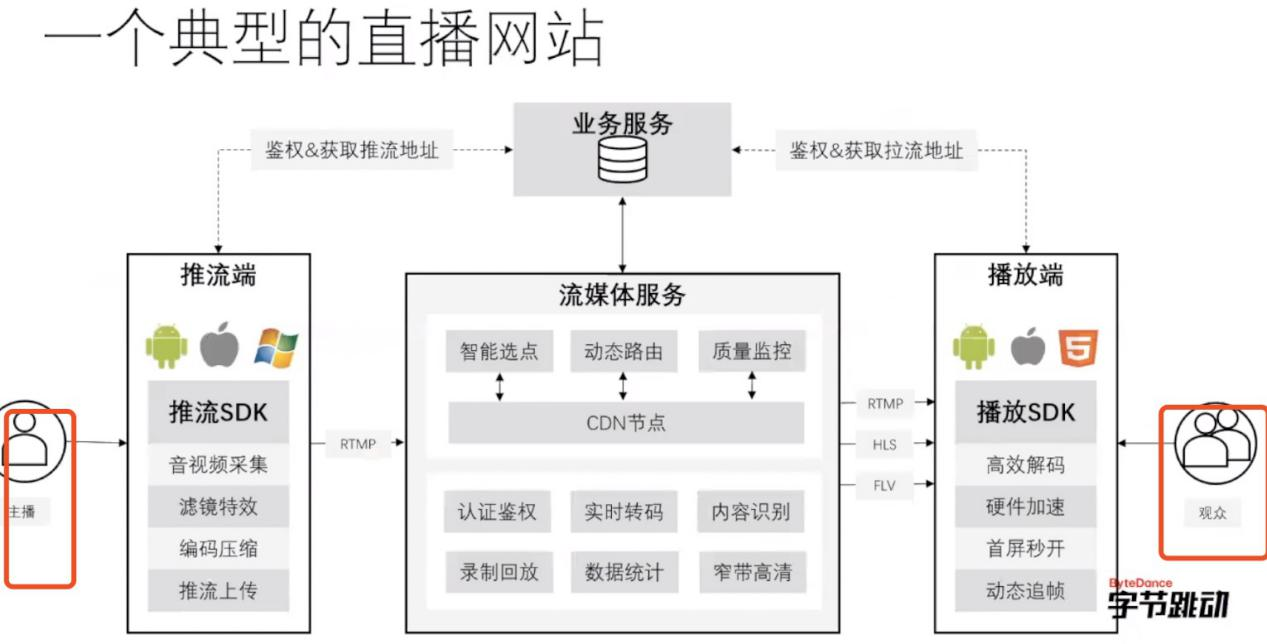 一个典型的直播网站
业务服务
鉴权&获取推流地址
鉴权&获取拉流地址
推流端
推流SDK
音视频采集
滤镜特效
编码压缩
推流上传
主播
RTMP
流媒体服务
智能选点 动态路由 质量监控
CDN节点
认证鉴权 实时转码 内容识别
录制回放 数据统计 窄带高清
RTMP
HLS
FLV
播放端
5
播放SDK
高效解码
硬件加速
首屏秒开
动态追帧
观众
ByteDance
字节跳动